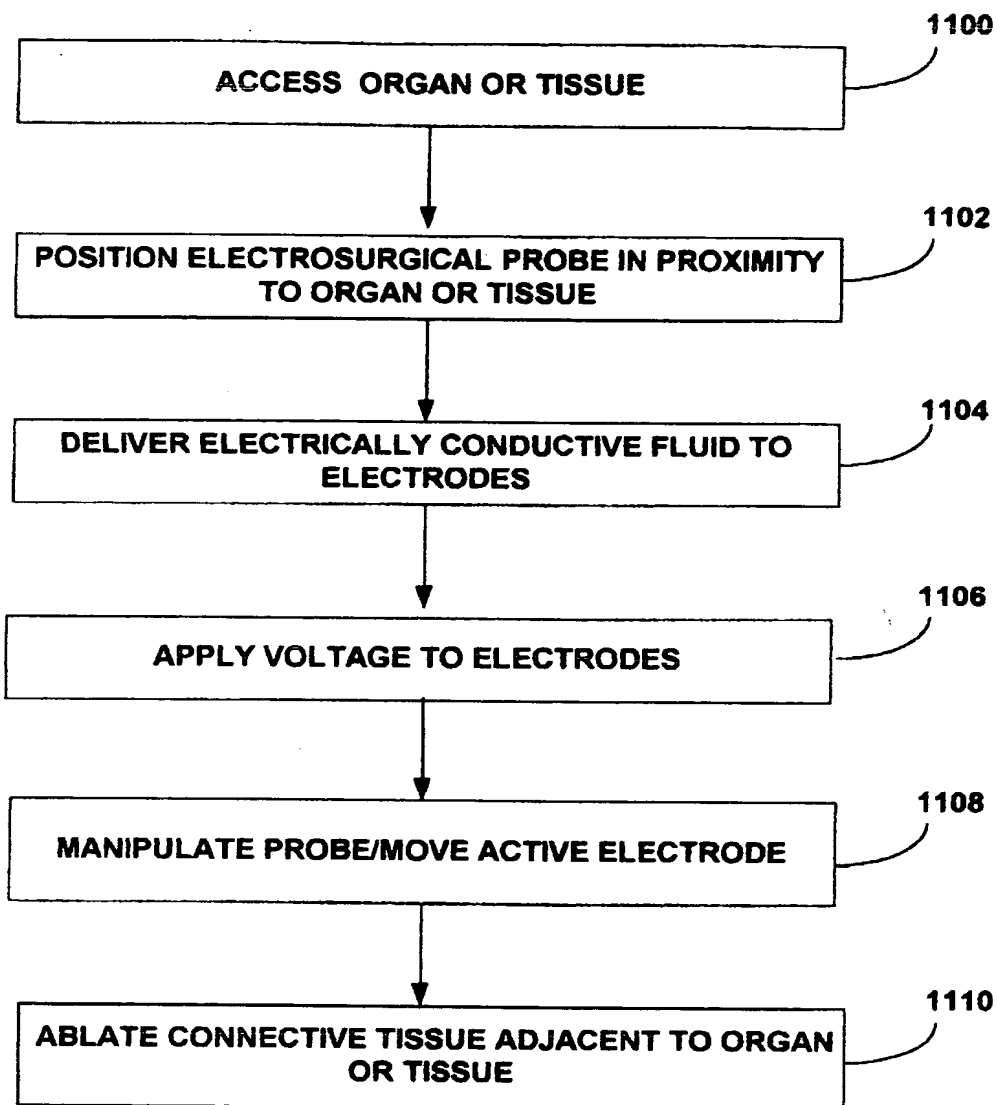 1100
ACCESS ORGAN OR TISSUE
1102
POSITION ELECTROSURGICAL PROBE IN PROXIMITY
TO ORGAN OR TISSUE
1104
DELIVER ELECTRICALLY CONDUCTIVE FLUID TO
ELECTRODES
1106
APPLY VOLTAGE TO ELECTRODES
1108
MANIPULATE PROBE/MOVE ACTIVE ELECTRODE
1110
ABLATE CONNECTIVE TISSUE ADJACENT TO ORGAN
OR TISSUE